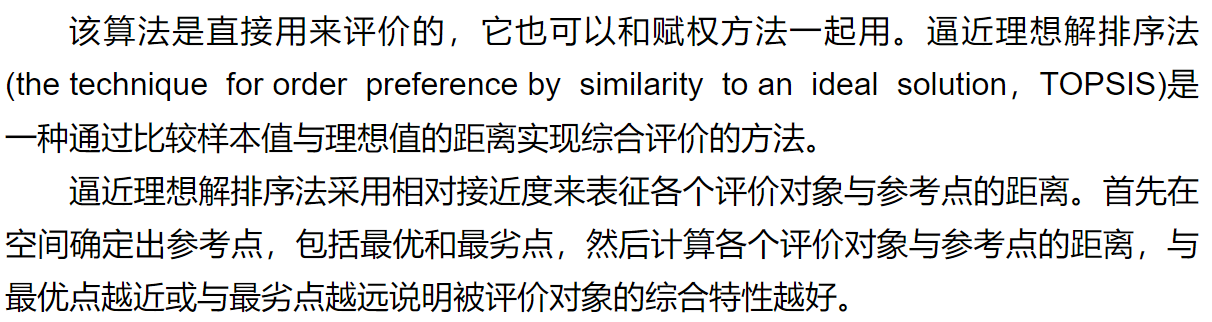 该算法是直接用来评价的，它也可以和赋权方法一起用。逼近理想解排序法
(the technique for order preference by similarity to an ideal solution，TOPSIS)是
一种通过比较样本值与理想值的距离实现综合评价的方法。
逼近理想解排序法采用相对接近度来表征各个评价对象与参考点的距离。首先在
空间确定出参考点，包括最优和最劣点，然后计算各个评价对象与参考点的距离，与
最优点越近或与最劣点越远说明被评价对象的综合特性越好。